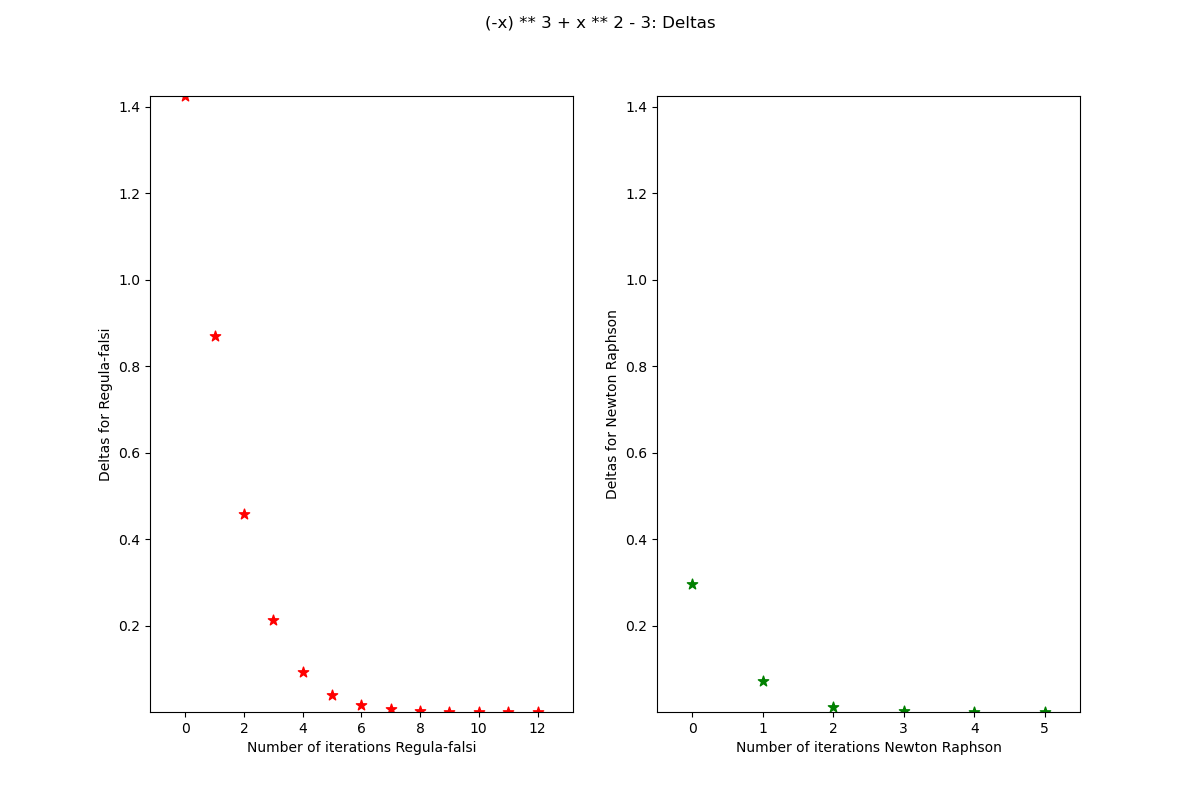 (-x) ** 3 + x ** 2 - 3: Deltas
1.4
1.2
1.0
0.8
0.6
0.4
0.2
Deltas for Regula-falsi
0 2 4 6 8 10 12
Number of iterations Regula-falsi
1.4
1.2
1.0
0.8
0.6
0.4
0.2
Deltas for Newton Raphson
0 1 2 3 4 5
Number of iterations Newton Raphson